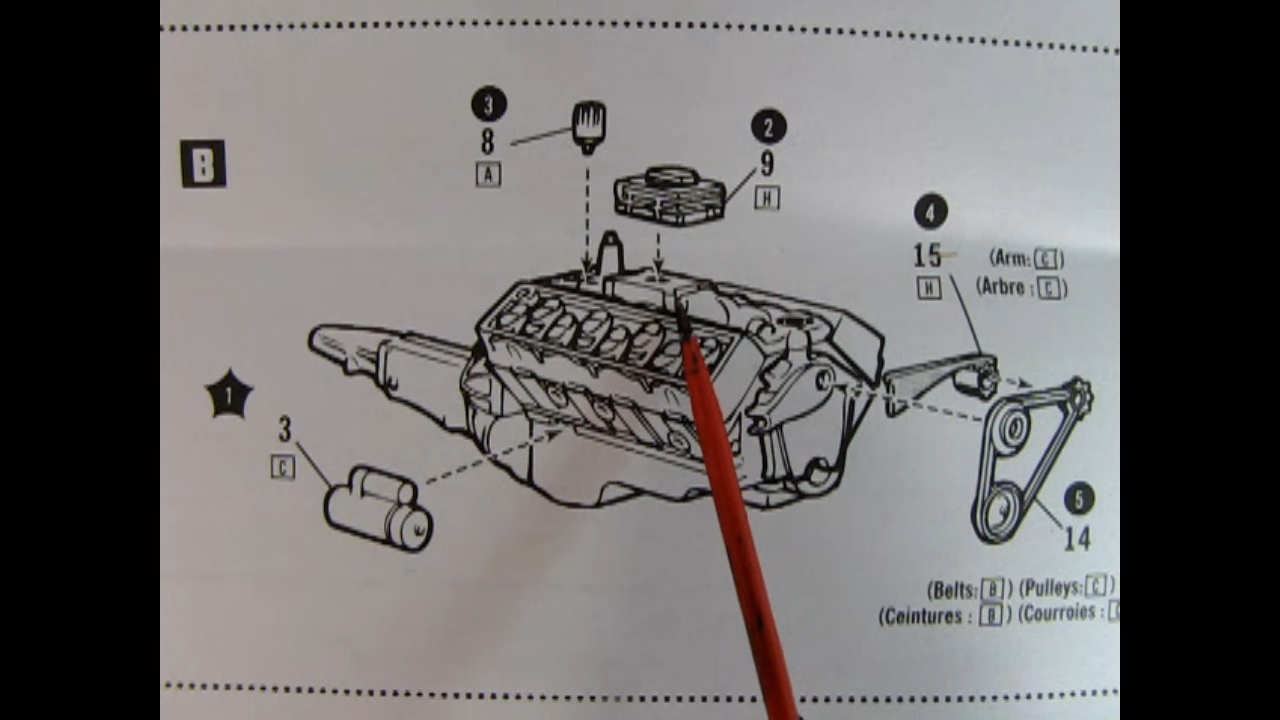 B
3
8
A
2
9
H
4
15 (Arm: C)
H (Arbre : C)
1
3
C
5
14
(Belts: B) (Pulleys: C)
(Ceintures : B) (Courroies :